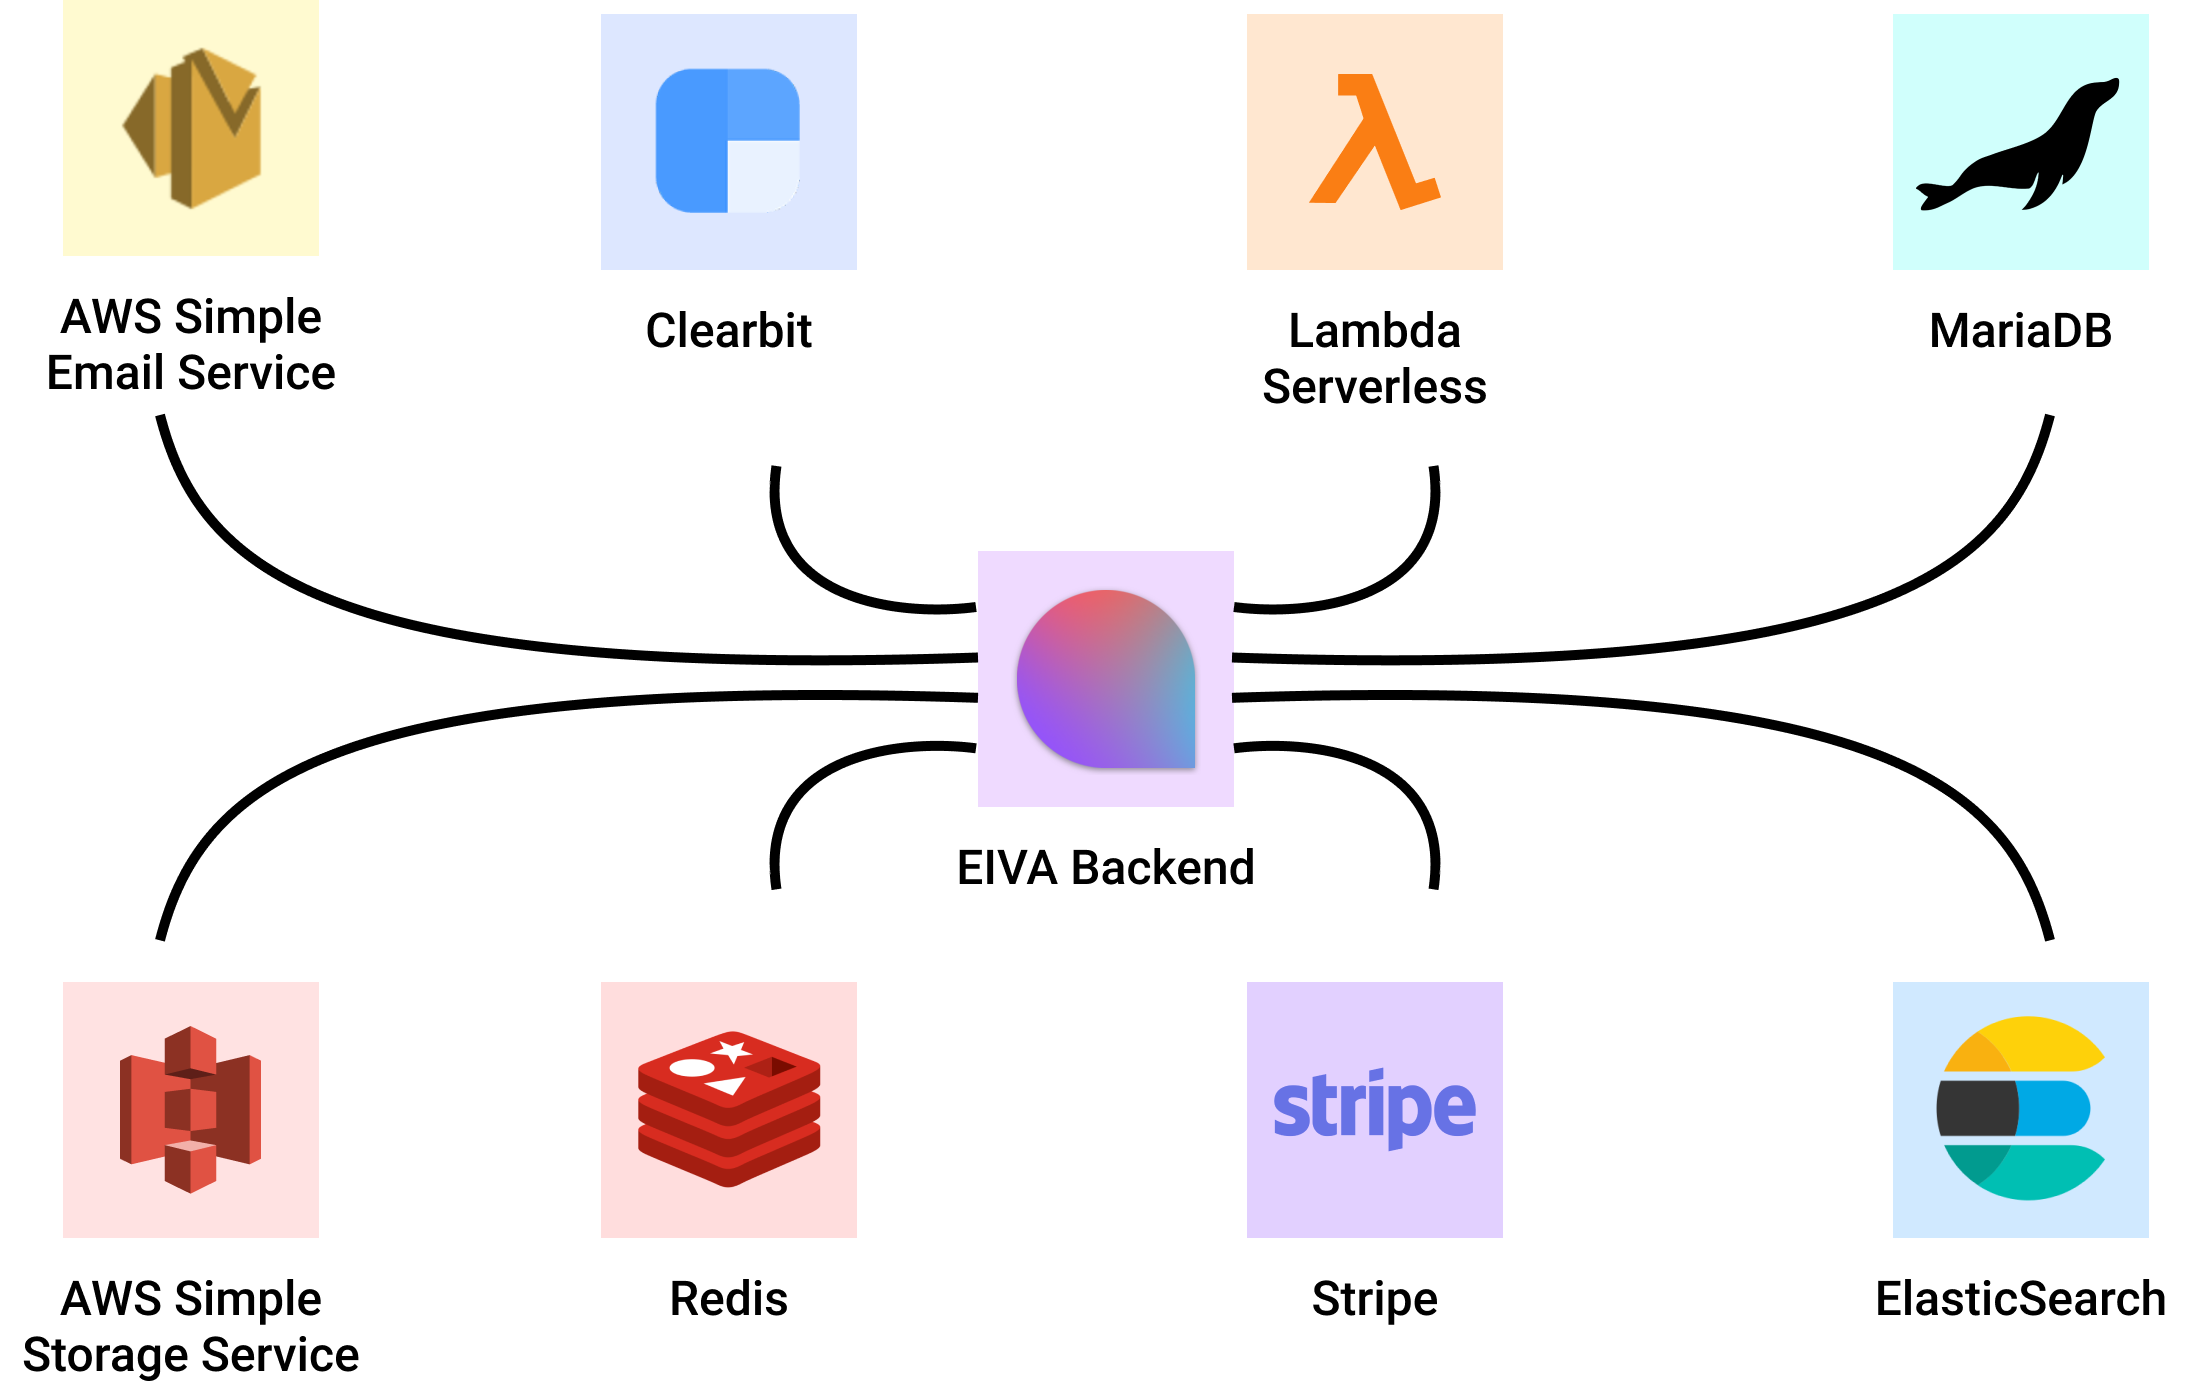 AWS Simple
Email Service
Clearbit
Lambda
Serverless
MariaDB
EIVA Backend
AWS Simple
Storage Service
Redis
stripe
Stripe
ElasticSearch